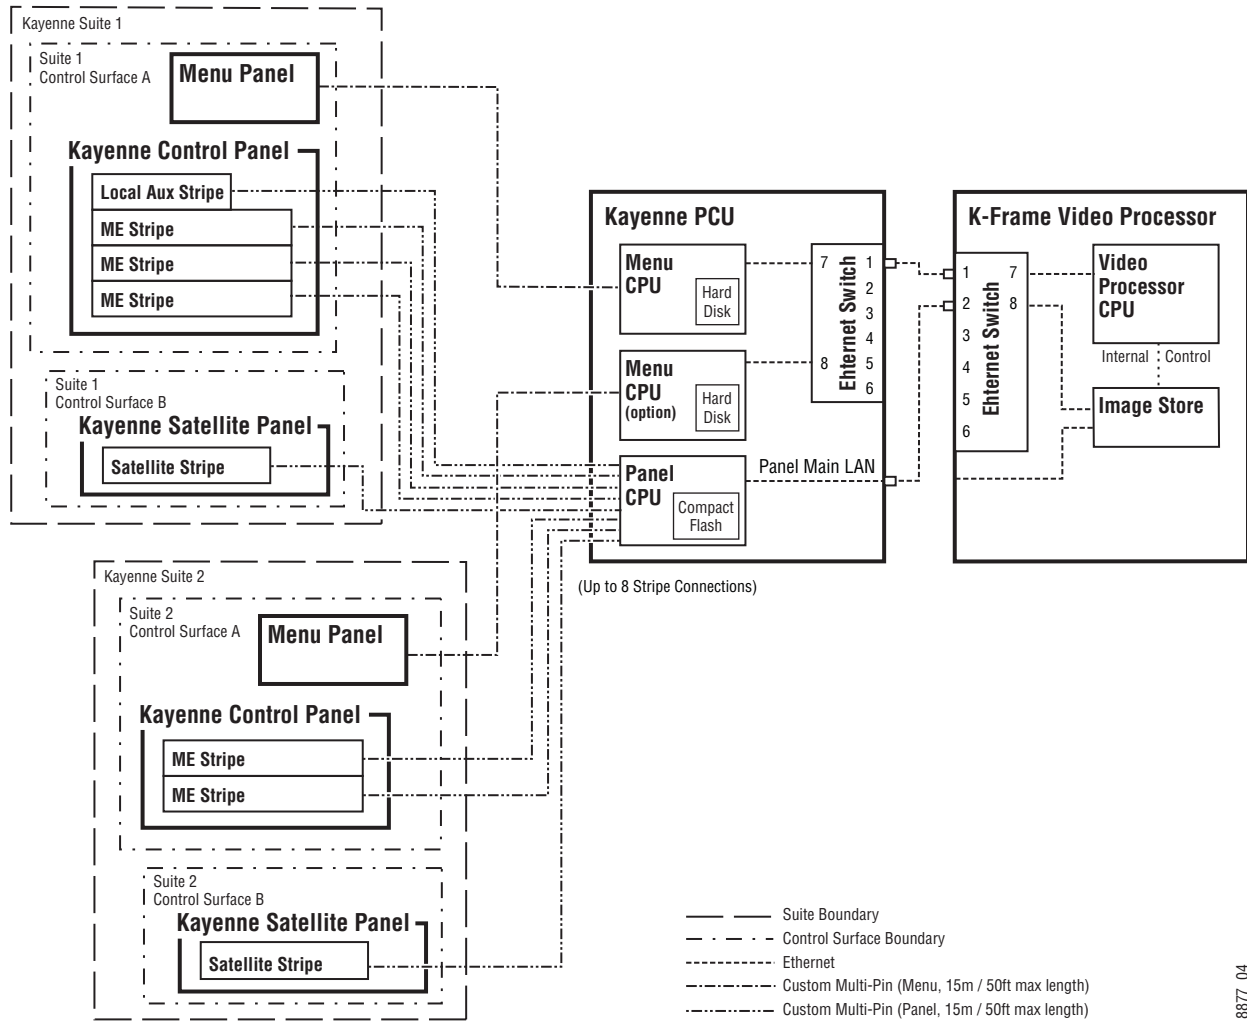 Kayenne Suite 1
Suite 1
Control Surface A
Menu Panel
Kayenne Control Panel
Local Aux Stripe
ME Stripe
ME Stripe
ME Stripe
Suite 1
Control Surface B
Kayenne Satellite Panel
Satellite Stripe
Kayenne Suite 2
Suite 2
Control Surface A
Menu Panel
Kayenne Control Panel
ME Stripe
ME Stripe
Suite 2
Control Surface B
Kayenne Satellite Panel
Satellite Stripe
Kayenne PCU
Menu
CPU
Hard
Disk
Menu
CPU
(option)
Hard
Disk
Panel
CPU
Compact
Flash
7
8
Ehternet Switch
1
2
3
4
5
6
Panel Main LAN
(Up to 8 Stripe Connections)
K-Frame Video Processor
1
2
3
4
5
6
Ehternet Switch
7
8
Video
Processor
CPU
Internal
Control
Image Store
Suite Boundary
Control Surface Boundary
Ethernet
Custom Multi-Pin (Menu, 15m / 50ft max length)
Custom Multi-Pin (Panel, 15m / 50ft max length)
8877_04